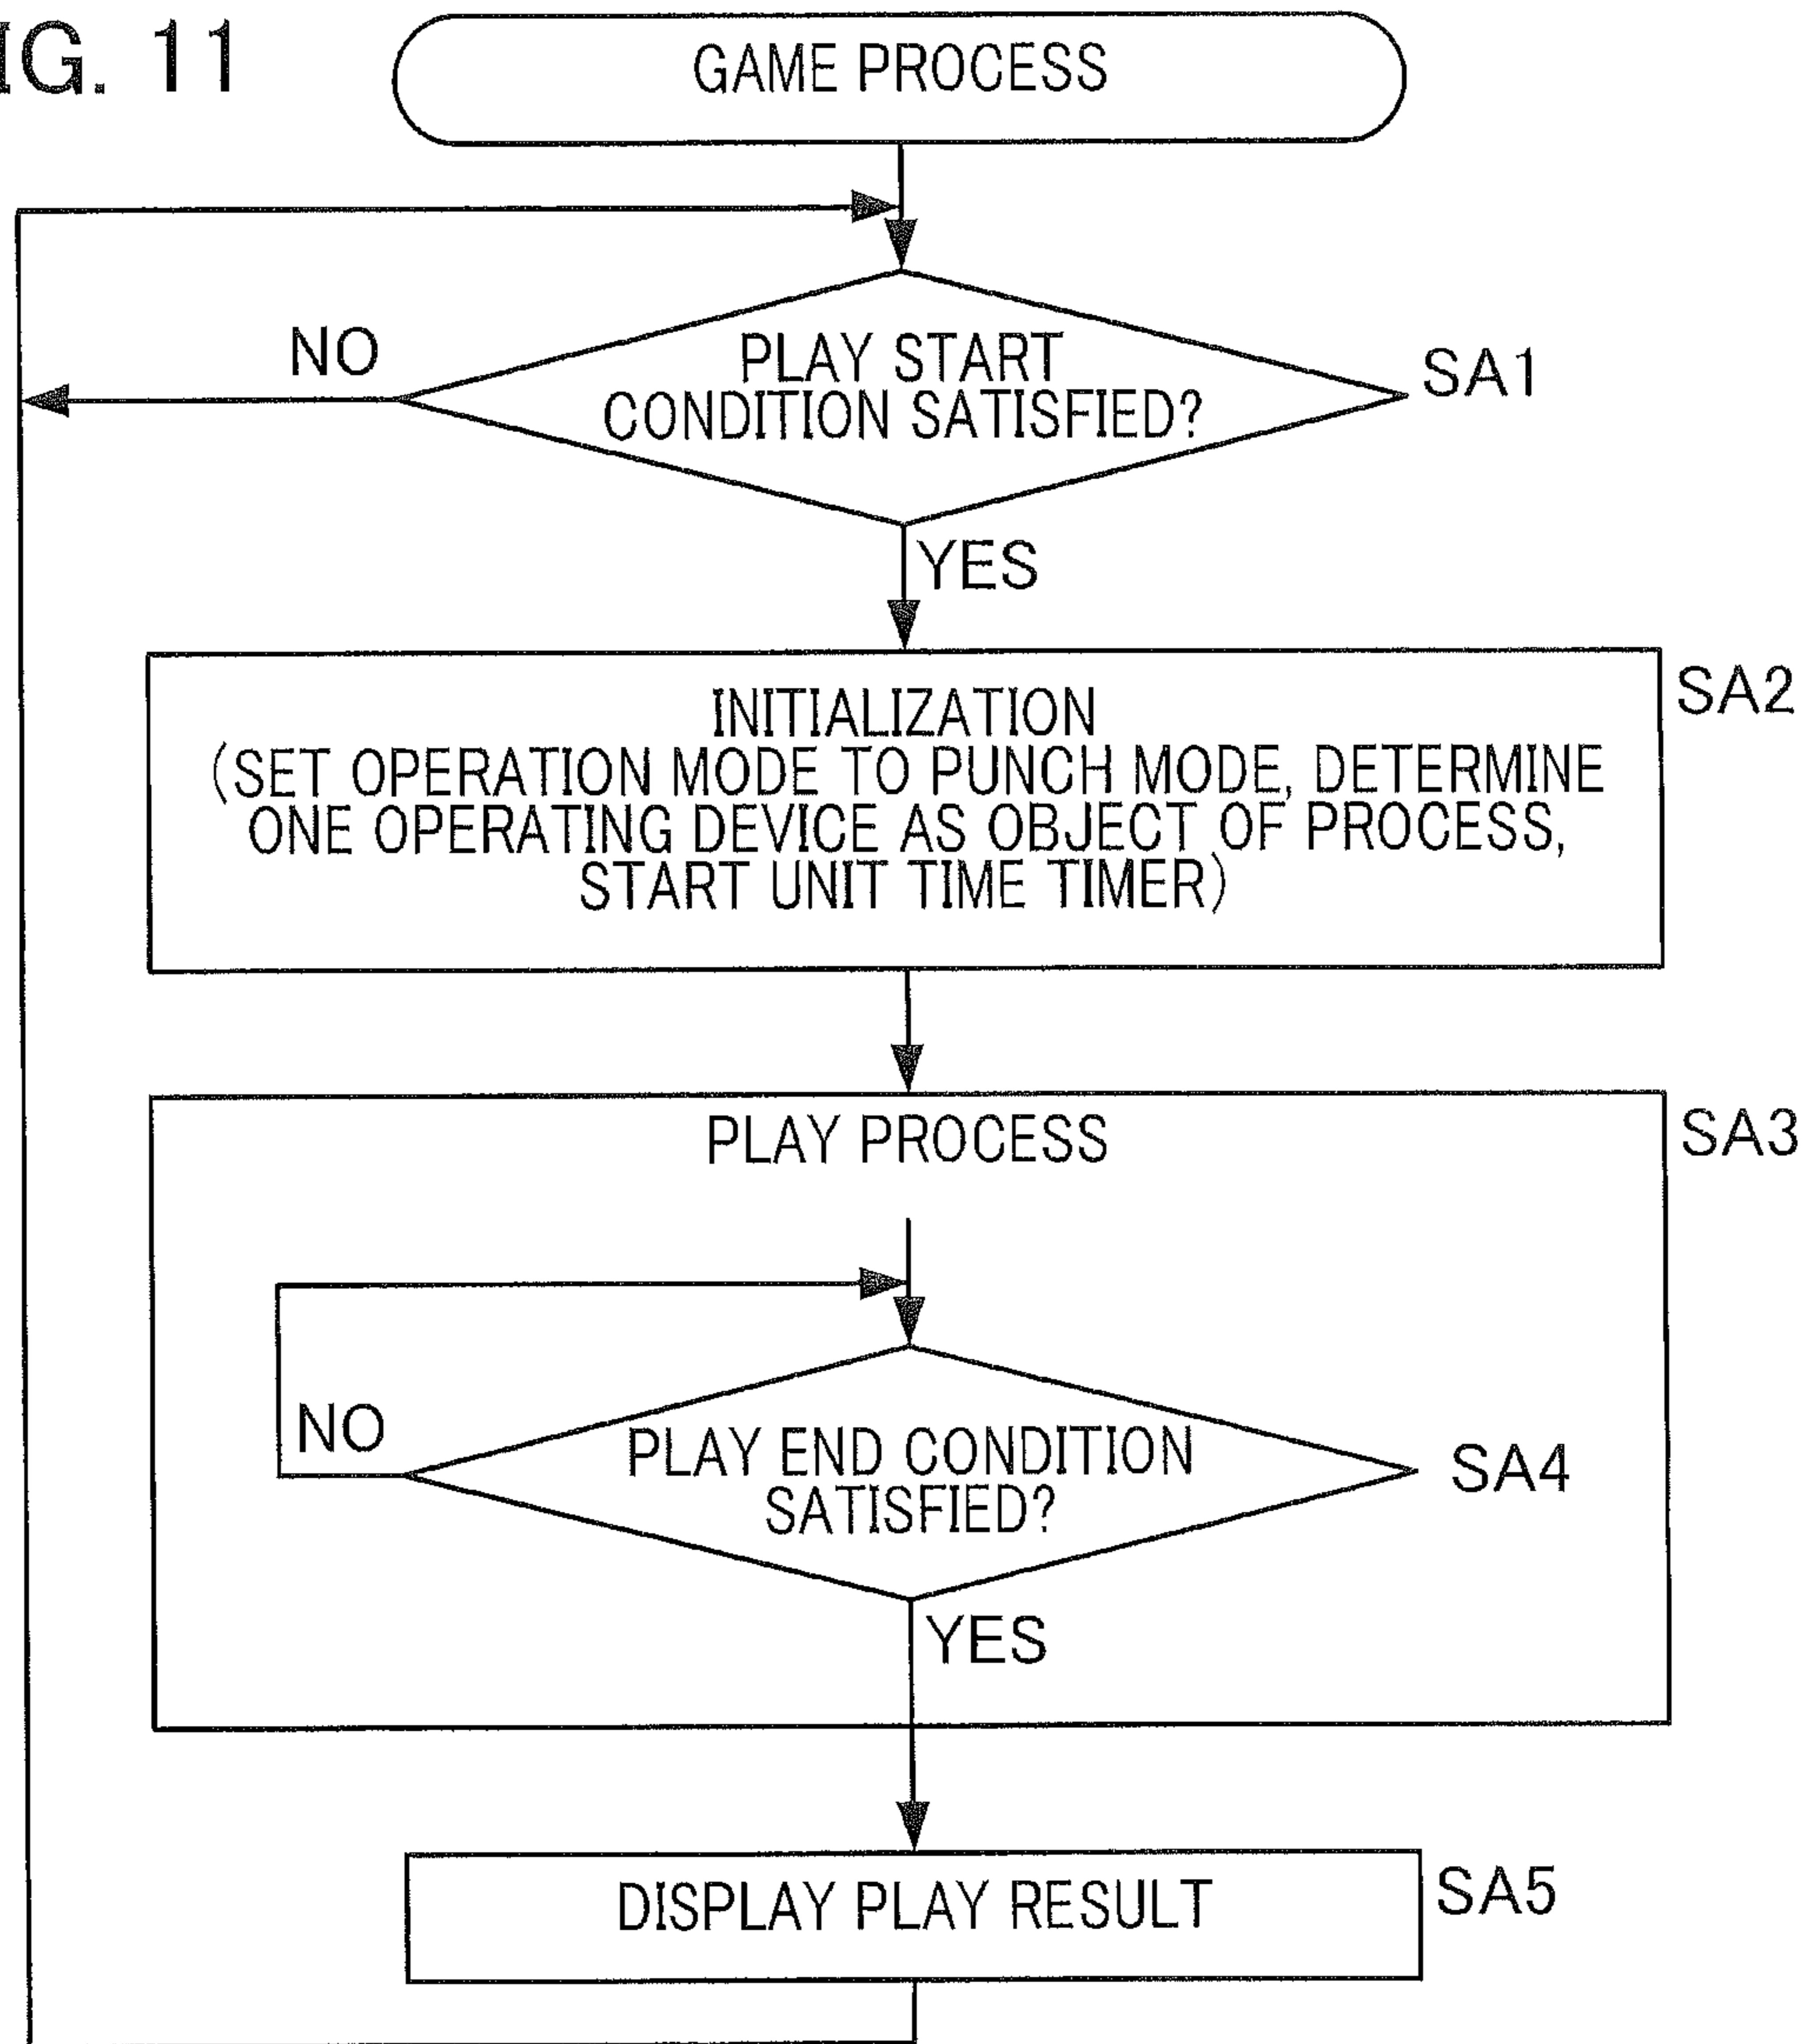 IG. 11
GAME PROCESS
NO
PLAY START
CONDITION SATISFIED?
SA1
YES
SA2
INITIALIZATION
(SET OPERATION MODE TO PUNCH MODE, DETERMINE
ONE OPERATING DEVICE AS OBJECT OF PROCESS,
START UNIT TIME TIMER)
PLAY PROCESS
SA3
NO
PLAY END CONDITION
SATISFIED?
SA4
YES
DISPLAY PLAY RESULT
SA5